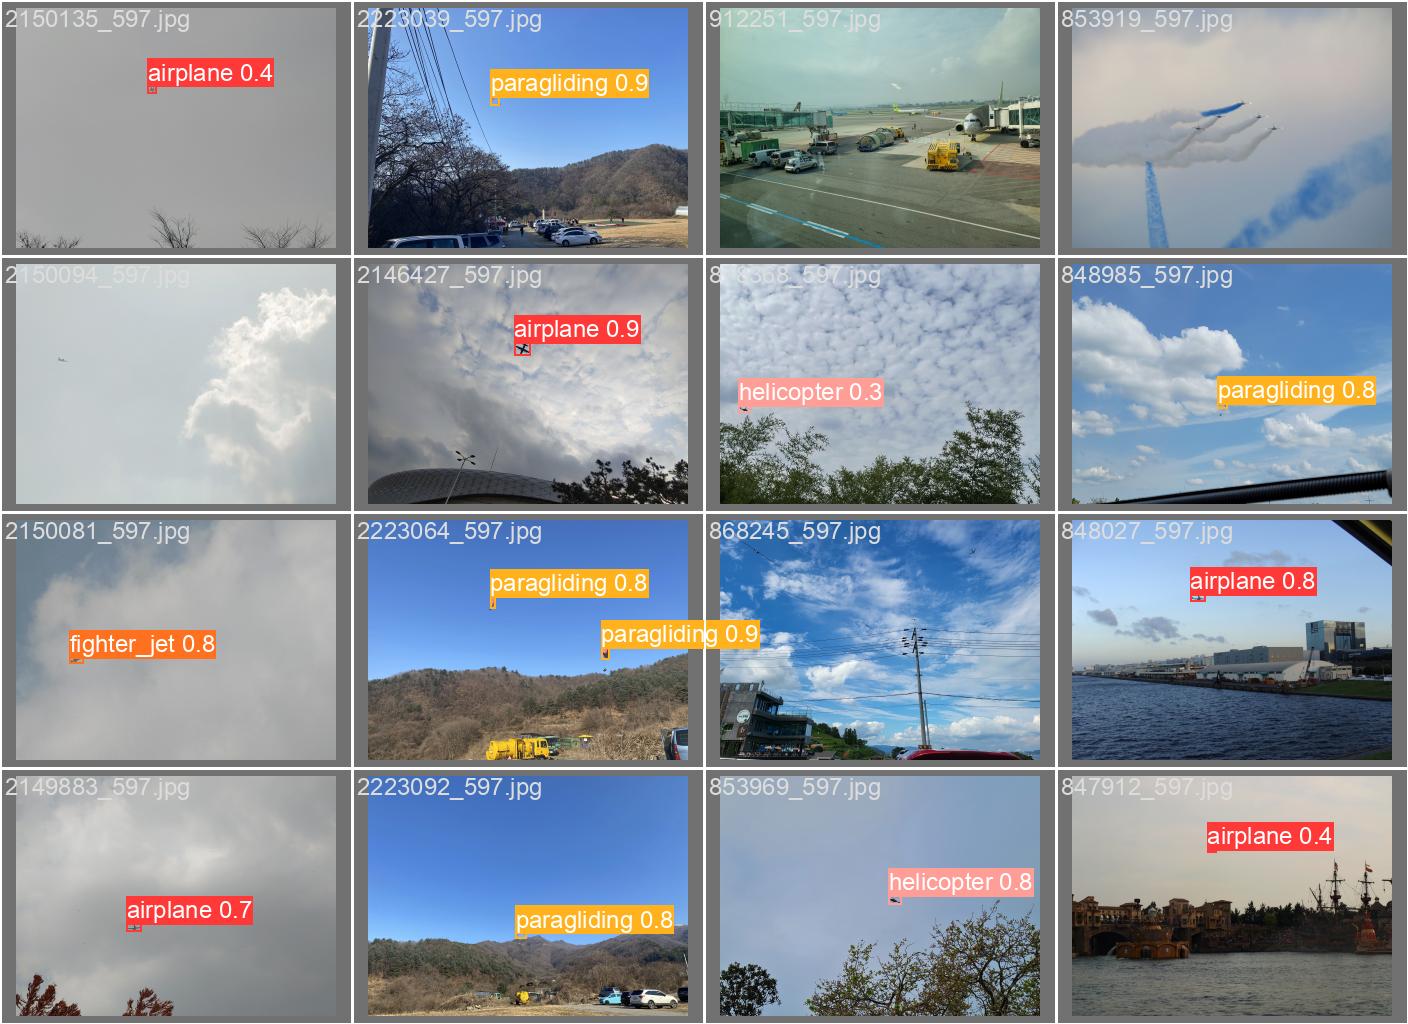 2150135_597.jpg
airplane 0.4
2223039_597.jpg
paragliding 0.9
912251_597.jpg
853919_597.jpg
2150094_597.jpg
2146427_597.jpg
airplane 0.9
368_597.jpg
helicopter 0.3
848985_597.jpg
paragliding 0.8
2150081_597.jpg
fighter_jet 0.8
2223064_597.jpg
paragliding 0.8
paragliding 0.9
868245_597.jpg
848027_597.jpg
airplane 0.8
2149883_597.jpg
airplane 0.7
2223092_597.jpg
paragliding 0.8
853969_597.jpg
helicopter 0.8
847912_597.jpg
airplane 0.4